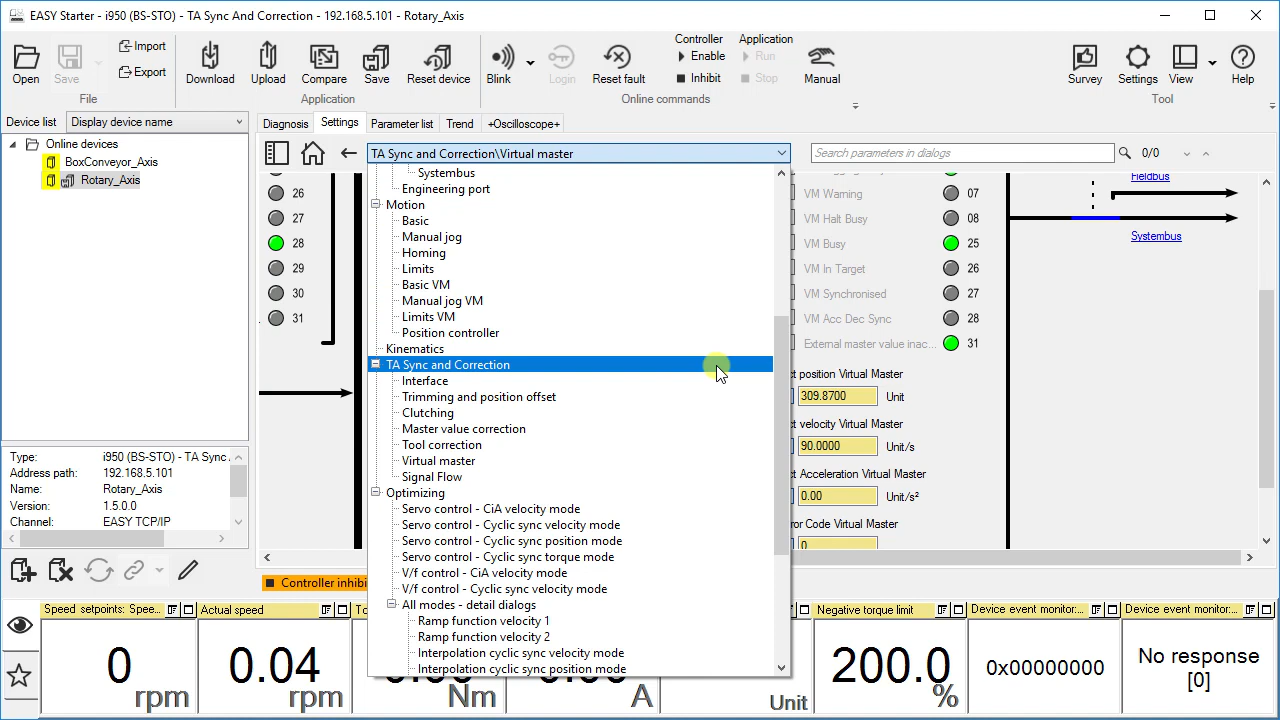 EASY Starter - i950 (BS-STO) - TA Sync And Correction - 192.168.5.101 - Rotary_Axis
Open
Save
Import
Export
File
Download
Upload
Compare
Save
Reset device
Application
Blink
Login
Reset fault
Controller
Enable
Inhibit
Application
Run
Stop
Manual
Online commands
Survey
Settings
View
Help
Tool
Device list
Display device name
Online devices
BoxConveyor_Axis
Rotary_Axis
Diagnosis
Settings
Parameter list
Trend
+Oscilloscope+
TA Sync and Correction\Virtual master
Search parameters in dialogs
0/0
26
27
28
29
30
31
Systembus
Engineering port
Motion
Basic
Manual jog
Homing
Limits
Basic VM
Manual jog VM
Limits VM
Position controller
Kinematics
TA Sync and Correction
Interface
Trimming and position offset
Clutching
Master value correction
Tool correction
Virtual master
Signal Flow
Optimizing
Servo control - CiA velocity mode
Servo control - Cyclic sync velocity mode
Servo control - Cyclic sync position mode
Servo control - Cyclic sync torque mode
V/f control - CiA velocity mode
V/f control - Cyclic sync velocity mode
All modes - detail dialogs
Ramp function velocity 1
Ramp function velocity 2
Interpolation cyclic sync velocity mode
Interpolation cyclic sync position mode
VM Warning 07
VM Halt Busy 08
VM Busy 25
VM In Target 26
VM Synchronised 27
VM Acc Dec Sync 28
External master value inac... 31
position Virtual Master
309.8700 Unit
velocity Virtual Master
90.0000 Unit/s
Acceleration Virtual Master
0.00 Unit/s²
Code Virtual Master
0
Fieldbus
Systembus
Type: i950 (BS-STO) - TA Sync
Address path: 192.168.5.101
Name: Rotary_Axis
Version: 1.5.0.0
Channel: EASY TCP/IP
Controller inhibi
Speed setpoints: Spee...
0
rpm
Actual speed
0.04
rpm
Nm
A
Unit
Negative torque limit
200.0
%
Device event monitor:...
0x00000000
Device event monitor:...
No response
[0]